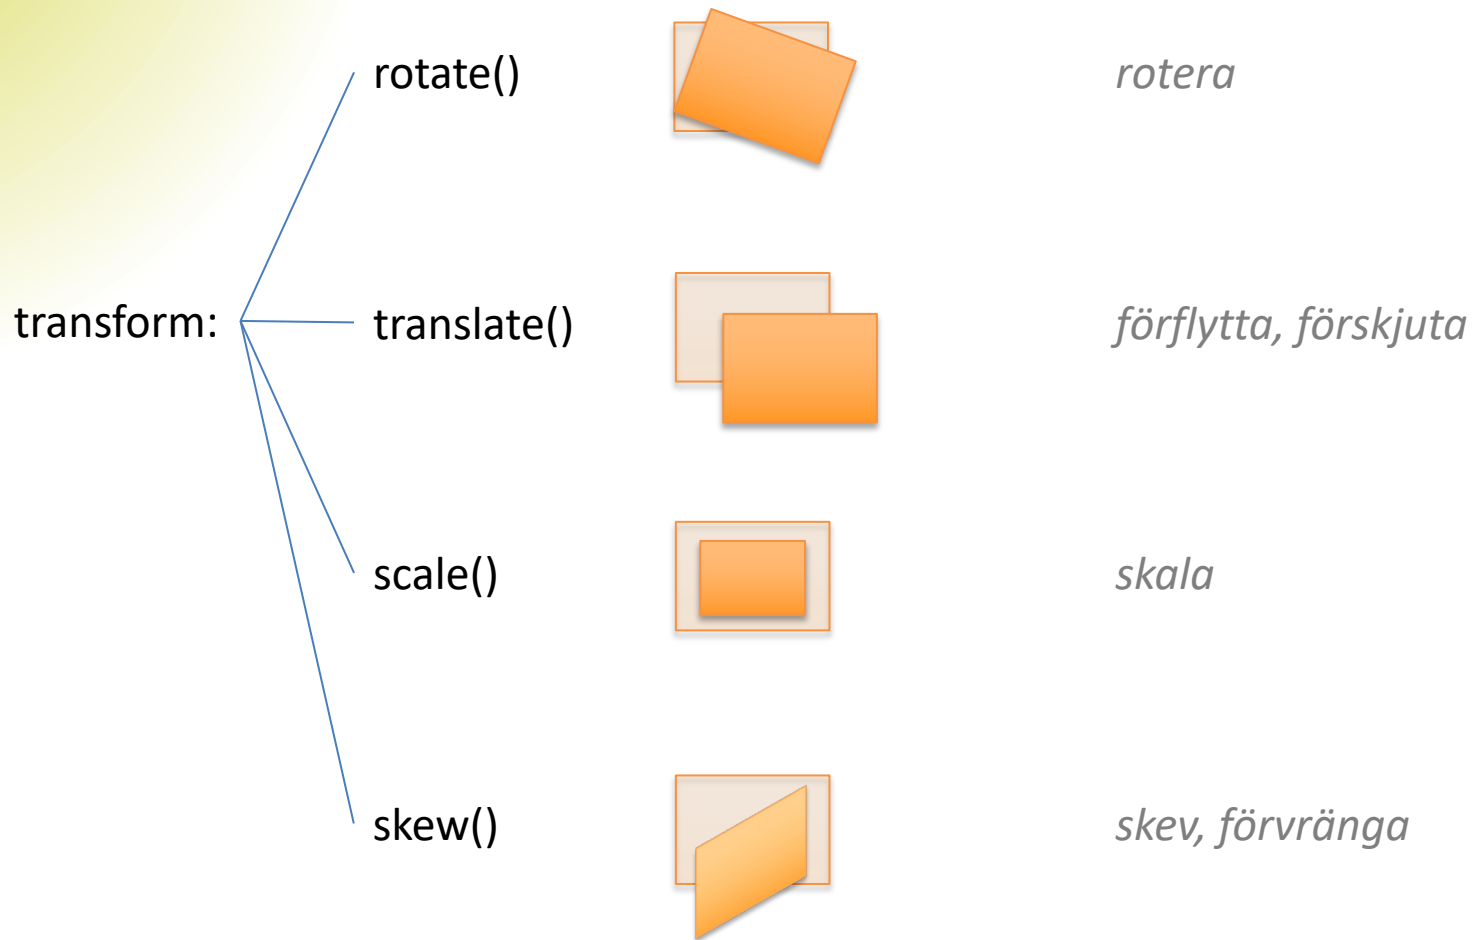 rotate() rotera
transform: translate() förflytta, förskjuta
scale() skala
skew() skev, förvränga